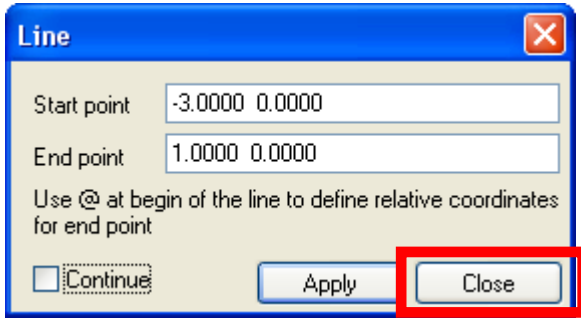 Line
Start point -3.0000 0.0000
End point 1.0000 0.0000
Use @ at begin of the line to define relative coordinates
for end point
Continue Apply Close